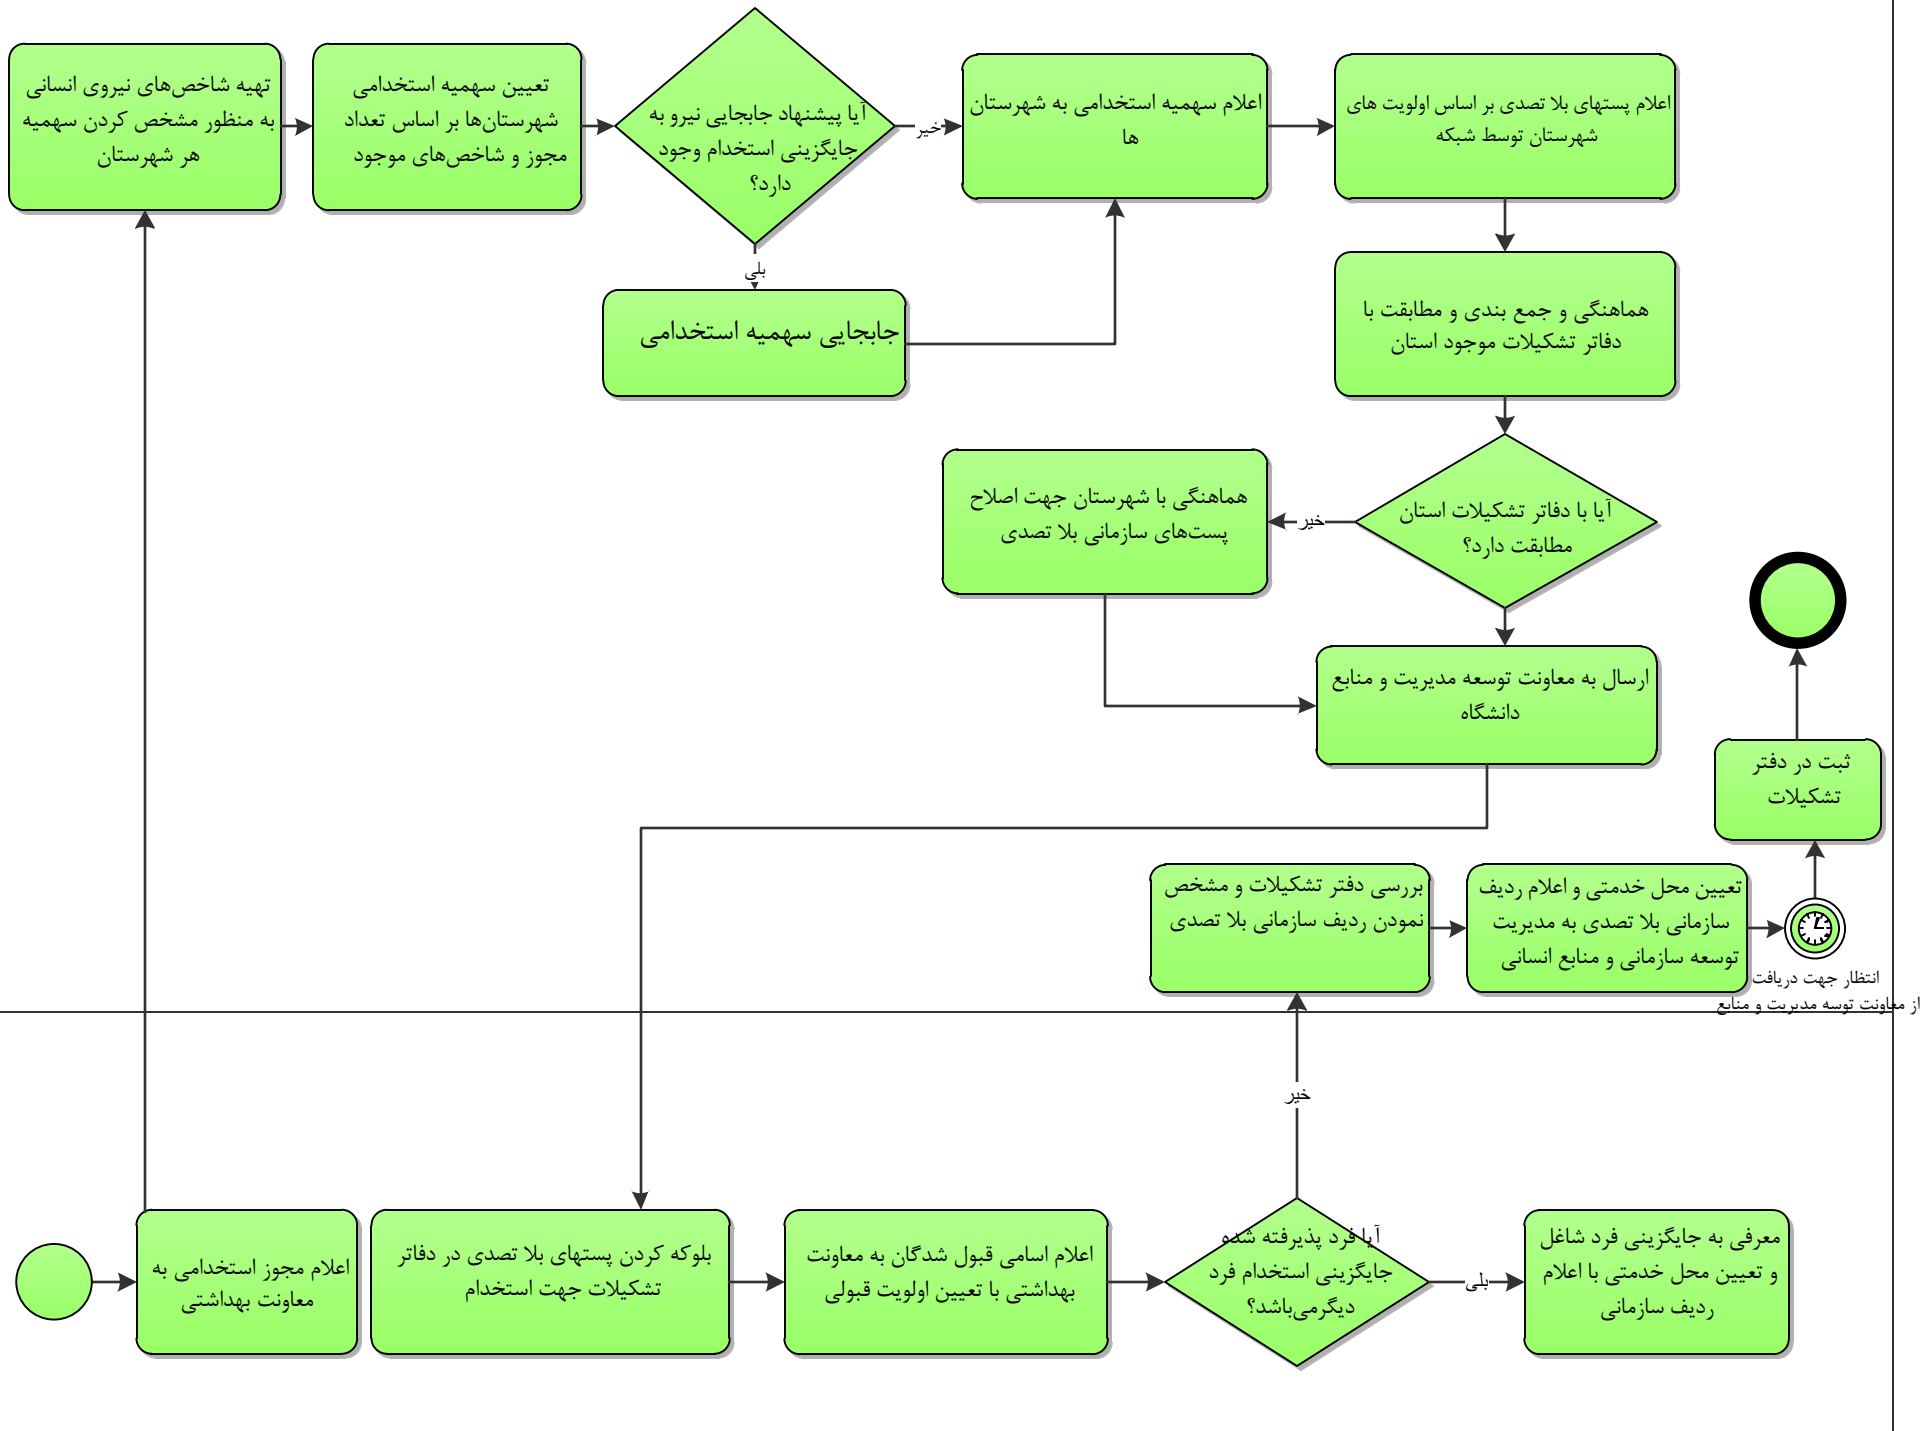 تهیه شاخص‌های نیروی انسانی
به منظور مشخص کردن سهمیه
هر شهرستان
تعیین سهمیه استخدامی
شهرستان‌ها بر اساس تعداد
مجوز و شاخص‌های موجود
آیا پیشنهاد جابجایی نیرو به
جایگزینی استخدام وجود
دارد؟
خیر
بلی
جابجایی سهمیه استخدامی
اعلام سهمیه استخدامی به شهرستان
ها
اعلام پستهای بلا تصدی بر اساس اولویت های
شهرستان توسط شبکه
هماهنگی و جمع بندی و مطابقت با
دفاتر تشکیلات موجود استان
آیا با دفاتر تشکیلات استان
مطابقت دارد؟
خیر
هماهنگی با شهرستان جهت اصلاح
پست‌های سازمانی بلا تصدی
ارسال به معاونت توسعه مدیریت و منابع
دانشگاه
ثبت در دفتر
تشکیلات
بررسی دفتر تشکیلات و مشخص
نمودن ردیف سازمانی بلا تصدی
تعیین محل خدمتی و اعلام ردیف
سازمانی بلا تصدی به مدیریت
توسعه سازمانی و منابع انسانی
انتظار جهت دریافت
از معاونت توسه مدیریت و منابع
خیر
اعلام مجوز استخدامی به
معاونت بهداشتی
بلوکه کردن پستهای بلا تصدی در دفاتر
تشکیلات جهت استخدام
اعلام اسامی قبول شدگان به معاونت
بهداشتی با تعیین اولویت قبولی
آیا فرد پذیرفته شده
جایگزینی استخدام فرد
دیگرمی‌باشد؟
بلی
معرفی به جایگزینی فرد شاغل
و تعیین محل خدمتی با اعلام
ردیف سازمانی